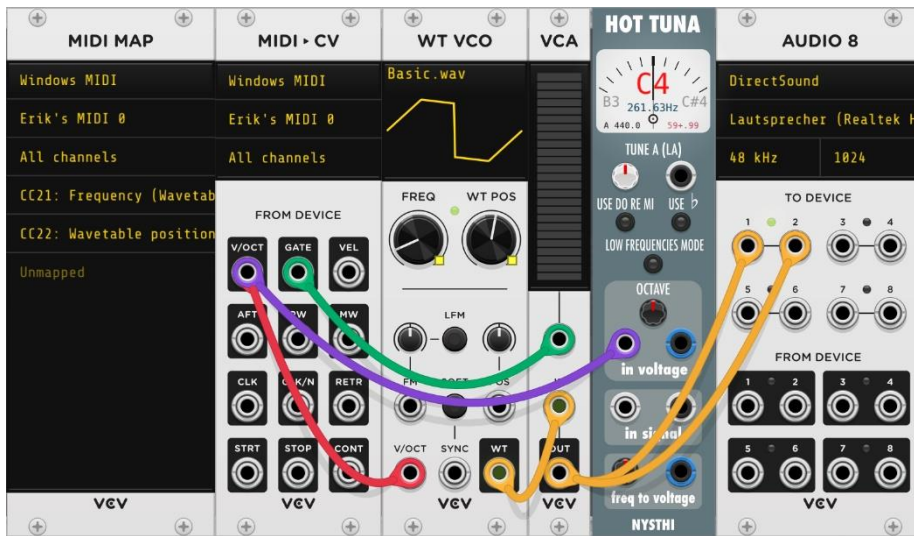 MIDI MAP
Windows MIDI
Erik's MIDI 0
All channels
CC21: Frequency (Wavetab
CC22: Wavetable position
Unmapped
VCV
MIDI ▸ CV
Windows MIDI
Erik's MIDI 0
All channels
FROM DEVICE
V/OCT GATE VEL
AFT MW
CLK CLK/N RETR
STRT STOP CONT
VCV
WT VCO
Basic.wav
FREQ WT POS
LFM
FM
V/OCT SYNC WT
VCV
VCA
OUT
VCV
HOT TUNA
C4
B3 261.63Hz C#4
A 440.0 59+.99
TUNE A (LA)
USE DO RE MI USE ♭
LOW FREQUENCIES MODE
OCTAVE
in voltage
in signal
freq to voltage
NYSTHI
AUDIO 8
DirectSound
Lautsprecher (Realtek H
48 kHz 1024
TO DEVICE
1 2 3 4
5 6 7 8
FROM DEVICE
1 2 3 4
5 6 7 8
VCV